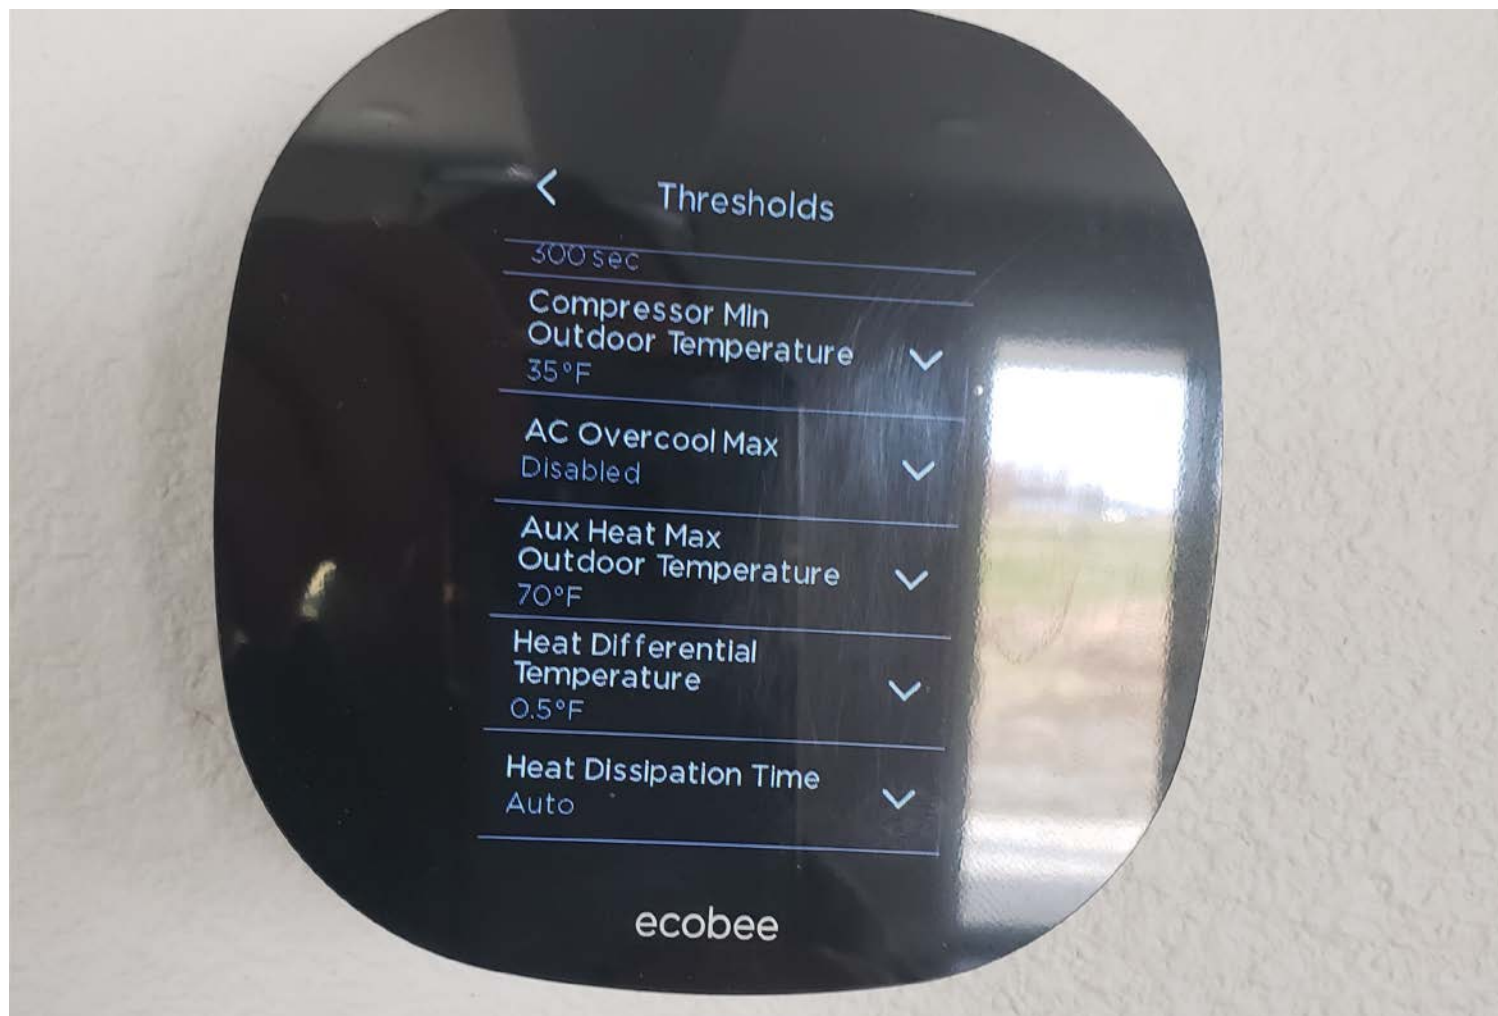 Thresholds
300 sec
Compressor Min
Outdoor Temperature
35°F
AC Overcool Max
Disabled
Aux Heat Max
Outdoor Temperature
70°F
Heat Differential
Temperature
0.5°F
Heat Dissipation Time
Auto
ecobee